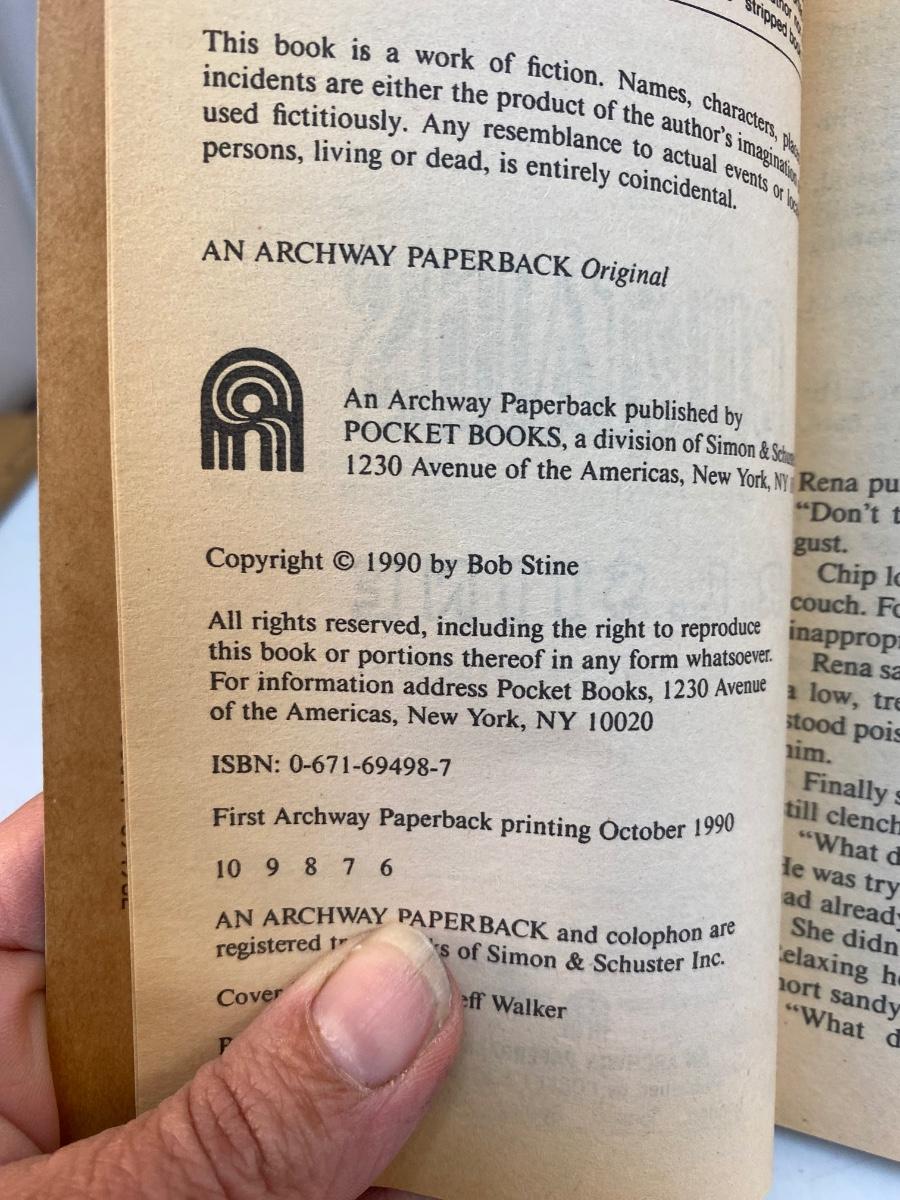 stripped
This book is a work of fiction. Names, characters,
incidents are either the product of the author's imagination
used fictitiously. Any resemblance to actual events or
persons, living or dead, is entirely coincidental.
AN ARCHWAY PAPERBACK Original
An Archway Paperback published by
POCKET BOOKS, a division of Simon &
1230 Avenue of the Americas, New York, NY
Copyright © 1990 by Bob Stine
All rights reserved, including the right to reproduce
this book or portions thereof in any form whatsoever.
For information address Pocket Books, 1230 Avenue
of the Americas, New York, NY 10020
ISBN: 0-671-69498-7
First Archway Paperback printing October 1990
10 9 8 7 6
AN ARCHWAY PAPERBACK and colophon are
registered of Simon & Schuster Inc.
Cover Walker
Rena
"Don't
gust.
Chip
couch.
Rena
low,
stood
him.
Finally
"What
was
already
She
sandy
"What